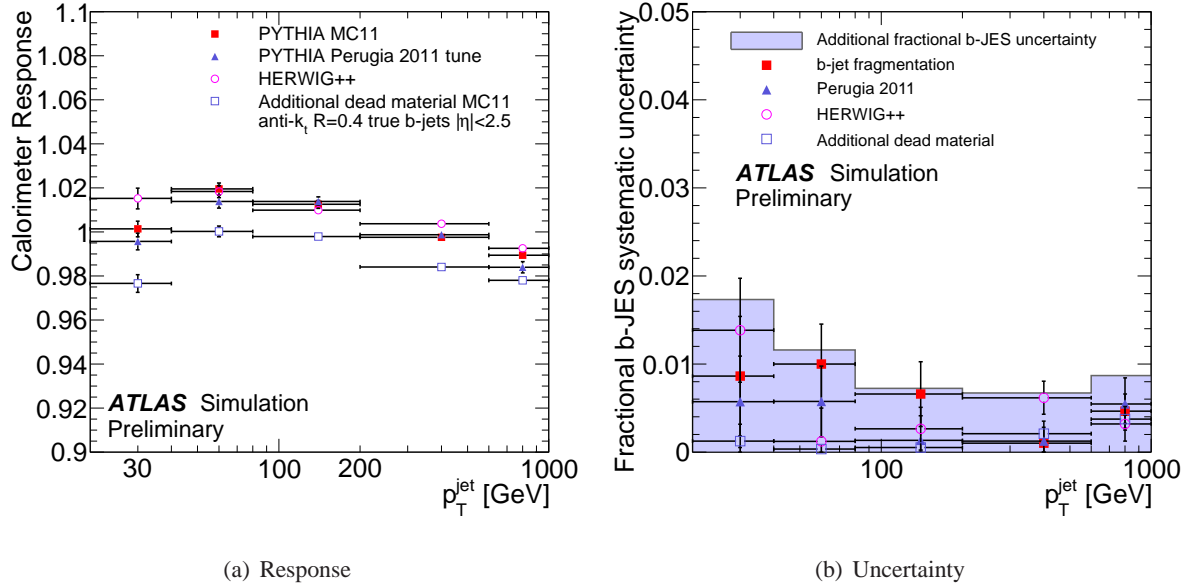 Calorimeter Response
1.1
1.08
1.06
1.04
1.02
1
0.98
0.96
0.94
0.92
0.9
PYTHIA MC11
PYTHIA Perugia 2011 tune
HERWIG++
Additional dead material MC11
anti-k_t R=0.4 true b-jets |η|<2.5
ATLAS Simulation
Preliminary
30 100 200 1000
p_T^jet [GeV]
(a) Response
Fractional b-JES systematic uncertainty
0.05
0.04
0.03
0.02
0.01
0
Additional fractional b-JES uncertainty
b-jet fragmentation
Perugia 2011
HERWIG++
Additional dead material
ATLAS Simulation
Preliminary
100 1000
p_T^jet [GeV]
(b) Uncertainty